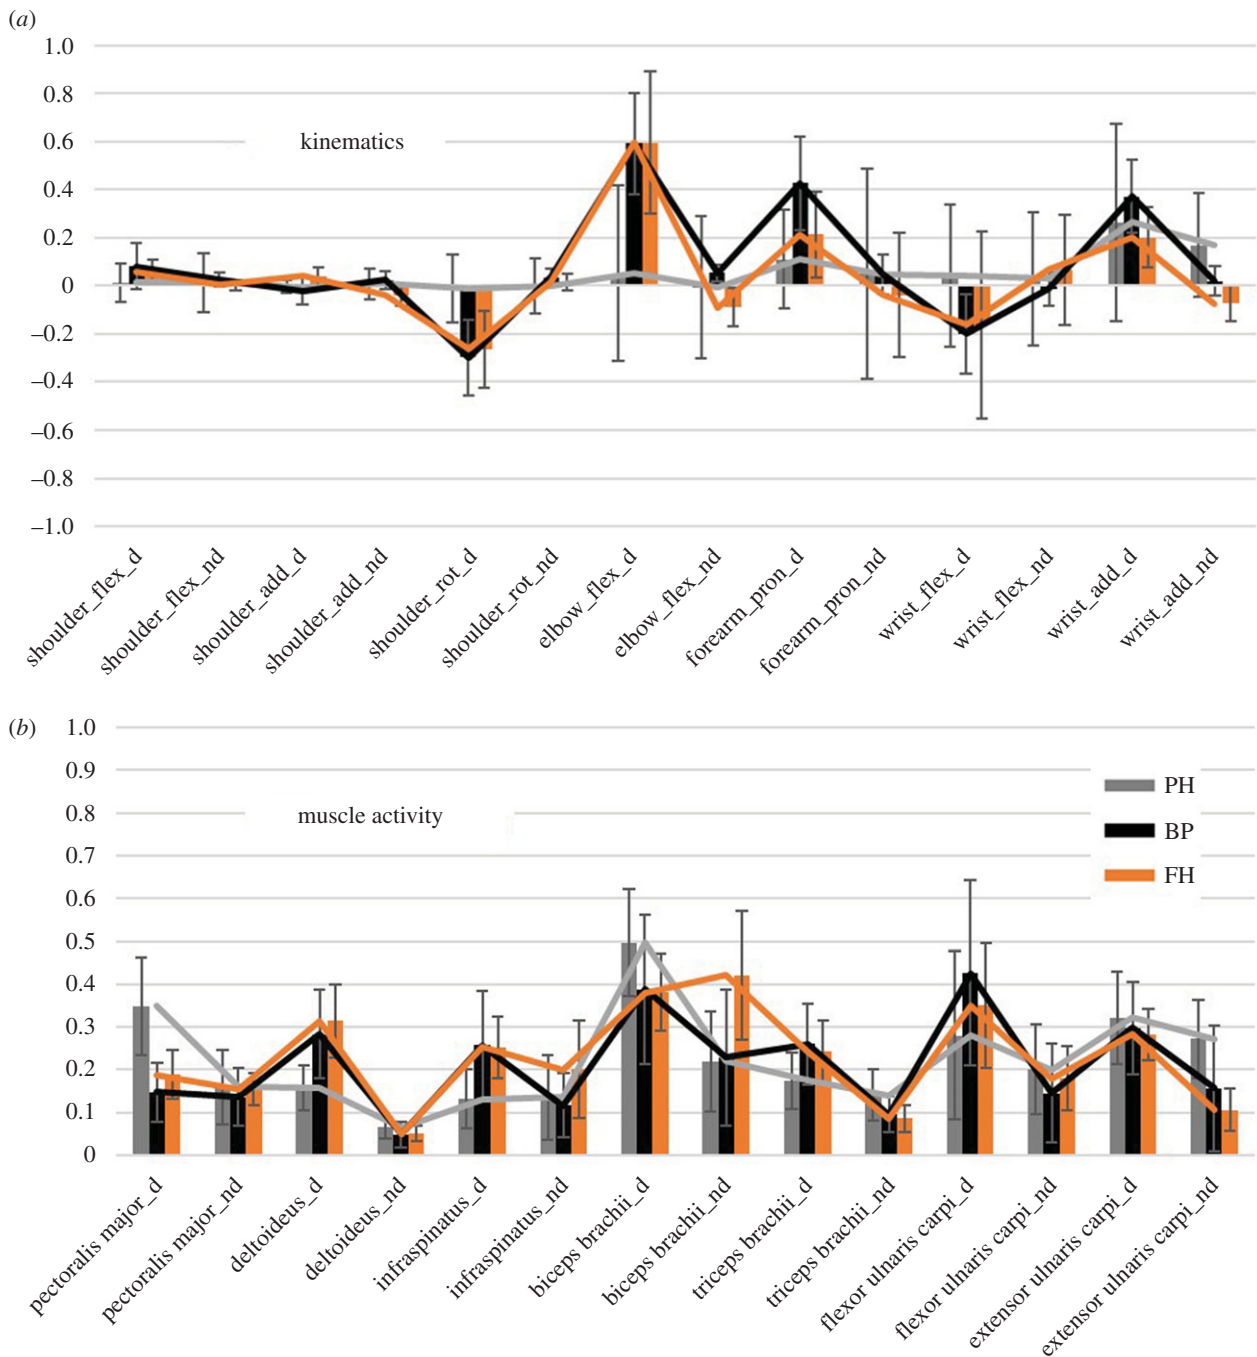 (a)
1.0
0.8
kinematics
0.6
0.4
0.2
0
–0.2
–0.4
–0.6
–0.8
–1.0
shoulder_flex_d
shoulder_flex_nd
shoulder_add_d
shoulder_add_nd
shoulder_rot_d
shoulder_rot_nd
elbow_flex_d
elbow_flex_nd
forearm_pron_d
forearm_pron_nd
wrist_flex_d
wrist_flex_nd
wrist_add_d
wrist_add_nd
(b)
1.0
0.9
0.8
muscle activity
0.7
0.6
0.5
0.4
0.3
0.2
0.1
0
PH
BP
FH
pectoralis major_d
pectoralis major_nd
deltoideus_d
deltoideus_nd
infraspinatus_d
infraspinatus_nd
biceps brachii_d
biceps brachii_nd
triceps brachii_d
triceps brachii_nd
flexor ulnaris carpi_d
flexor ulnaris carpi_nd
extensor ulnaris carpi_d
extensor ulnaris carpi_nd